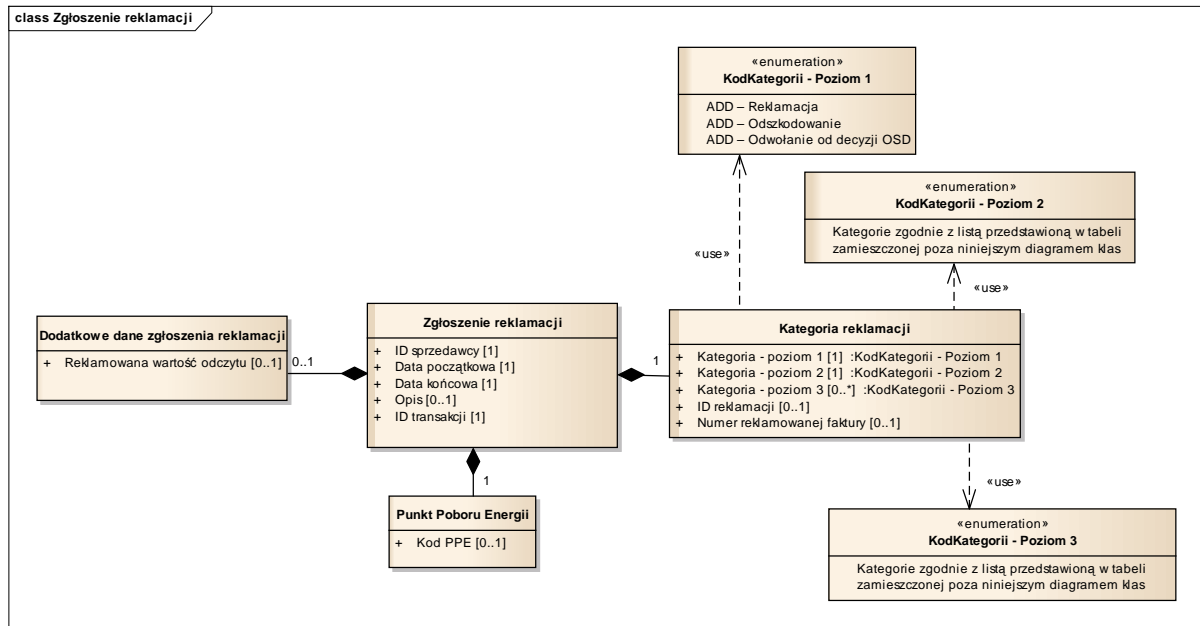 class Zgłoszenie reklamacji
«enumeration»
KodKategorii - Poziom 1
ADD – Reklamacja
ADD – Odszkodowanie
ADD – Odwołanie od decyzji OSD
«enumeration»
KodKategorii - Poziom 2
Kategorie zgodnie z listą przedstawioną w tabeli
zamieszczonej poza niniejszym diagramem klas
«use»
«use»
Dodatkowe dane zgłoszenia reklamacji
+ Reklamowana wartość odczytu [0..1]
0..1
Zgłoszenie reklamacji
+ ID sprzedawcy [1]
+ Data początkowa [1]
+ Data końcowa [1]
+ Opis [0..1]
+ ID transakcji [1]
1
Kategoria reklamacji
+ Kategoria - poziom 1 [1] :KodKategorii - Poziom 1
+ Kategoria - poziom 2 [1] :KodKategorii - Poziom 2
+ Kategoria - poziom 3 [0..*] :KodKategorii - Poziom 3
+ ID reklamacji [0..1]
+ Numer reklamowanej faktury [0..1]
1
Punkt Poboru Energii
+ Kod PPE [0..1]
«use»
«enumeration»
KodKategorii - Poziom 3
Kategorie zgodnie z listą przedstawioną w tabeli
zamieszczonej poza niniejszym diagramem klas